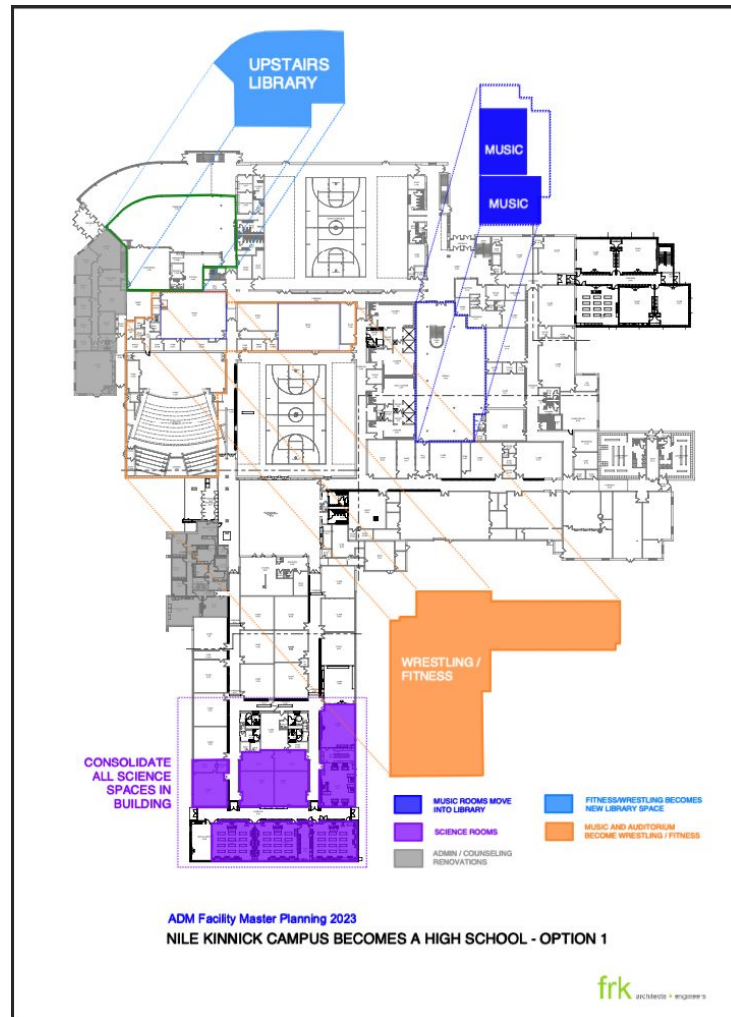 UPSTAIRS
LIBRARY
MUSIC
MUSIC
WRESTLING /
FITNESS
CONSOLIDATE
ALL SCIENCE
SPACES IN
BUILDING
MUSIC ROOMS MOVE
INTO LIBRARY
FITNESS/WRESTLING BECOMES
NEW LIBRARY SPACE
SCIENCE ROOMS
MUSIC AND AUDITORIUM
BECOME WRESTLING / FITNESS
ADMIN / COUNSELING
RENOVATIONS
ADM Facility Master Planning 2023
NILE KINNICK CAMPUS BECOMES A HIGH SCHOOL - OPTION 1
frk architects + engineers